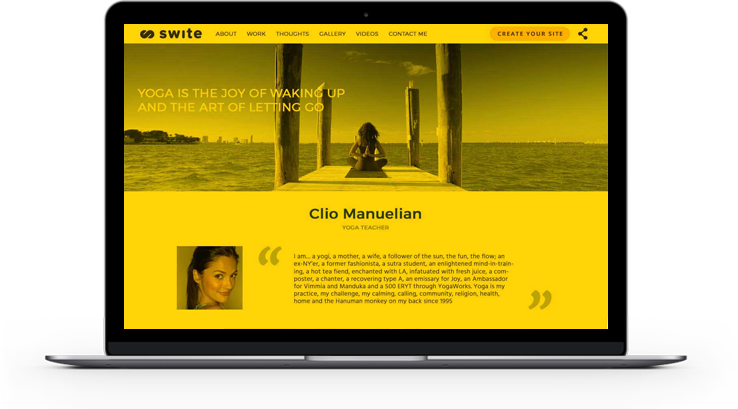 swite ABOUT WORK THOUGHTS GALLERY VIDEOS CONTACT ME CREATE YOUR SITE
YOGA IS THE JOY OF WAKING UP
AND THE ART OF LETTING GO
Clio Manuelian
YOGA TEACHER
“
I am... a yogi, a mother, a wife, a follower of the sun, the fun, the flow; an
ex-NY'er, a former fashionista, a sutra student, an enlightened mind-in-train-
ing, a hot tea fiend, enchanted with LA, infatuated with fresh juice, a com-
poster, a chanter, a recovering type A, an emissary for Joy, an Ambassador
for Vimmia and Manduka and a 500 ERYT through YogaWorks. Yoga is my
practice, my challenge, my calming, calling, community, religion, health,
home and the Hanuman monkey on my back since 1995
”